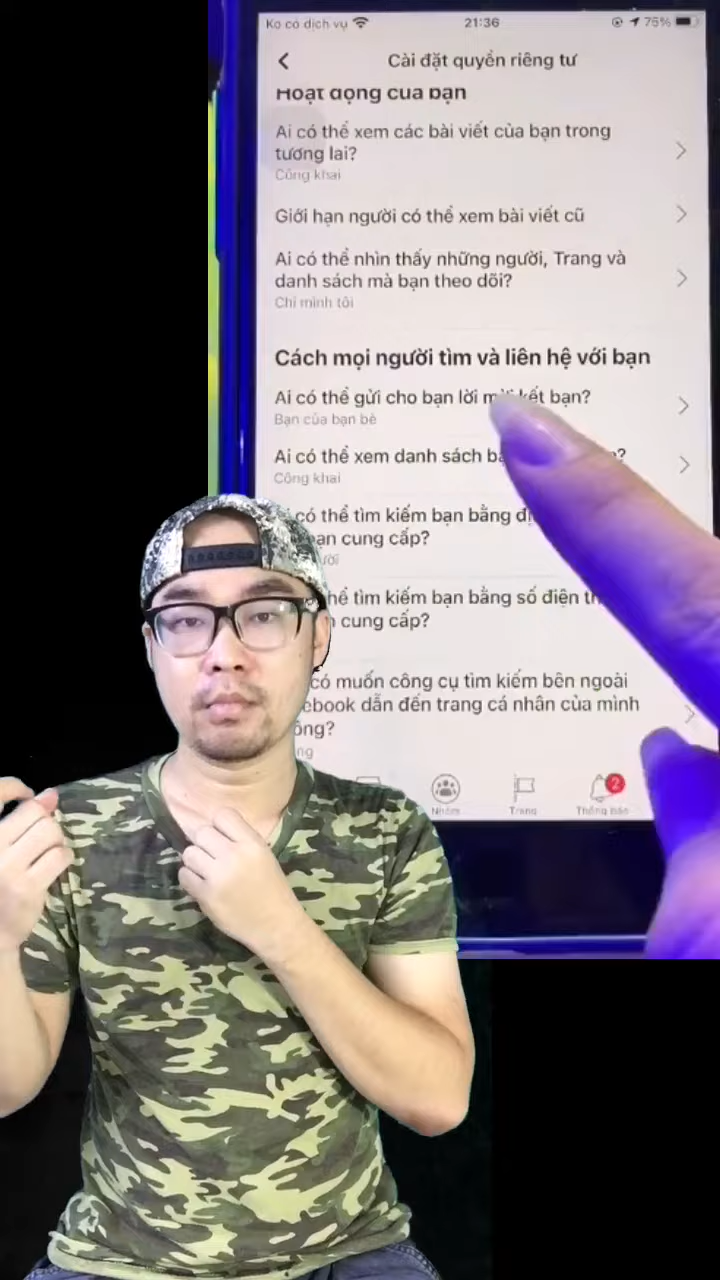 Ko có dịch vụ
21:36
75%
Cài đặt quyền riêng tư
Hoạt động của bạn
Ai có thể xem các bài viết của bạn trong
tương lai?
Công khai
Giới hạn người có thể xem bài viết cũ
Ai có thể nhìn thấy những người, Trang và
danh sách mà bạn theo dõi?
Chỉ mình tôi
Cách mọi người tìm và liên hệ với bạn
Ai có thể gửi cho bạn lời mời kết bạn?
Bạn của bạn bè
Ai có thể xem danh sách
Công khai
có thể tìm kiếm bạn bằng
cung cấp?
tìm kiếm bạn bằng số điện
cung cấp?
có muốn công cụ tìm kiếm bên ngoài
dẫn đến trang cá nhân của mình
Nhóm
Trang
Thông báo
2